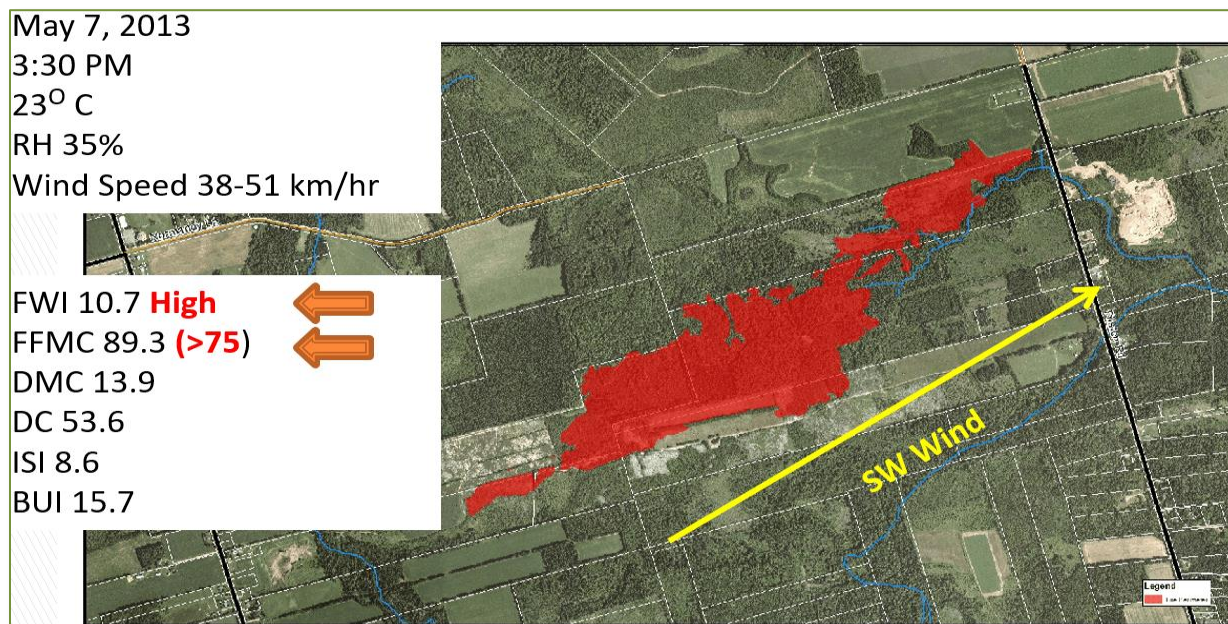 May 7, 2013
3:30 PM
23⁰ C
RH 35%
Wind Speed 38-51 km/hr
FWI 10.7 High
FFMC 89.3 (>75)
DMC 13.9
DC 53.6
ISI 8.6
BUI 15.7
SW Wind
Legend